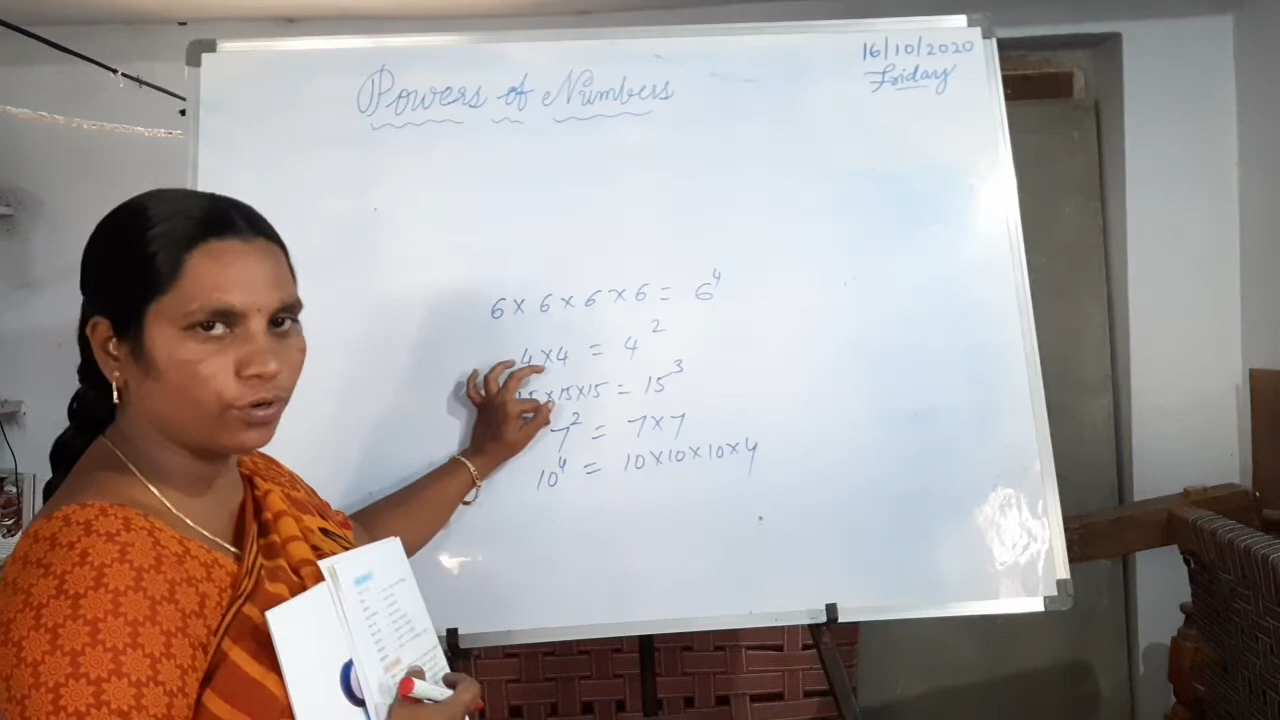 16/10/2020
Friday
Powers of Numbers
6 × 6 × 6 × 6 = 6⁴
4 × 4 = 4²
15 × 15 × 15 = 15³
7² = 7 × 7
10⁴ = 10 × 10 × 10 × 4